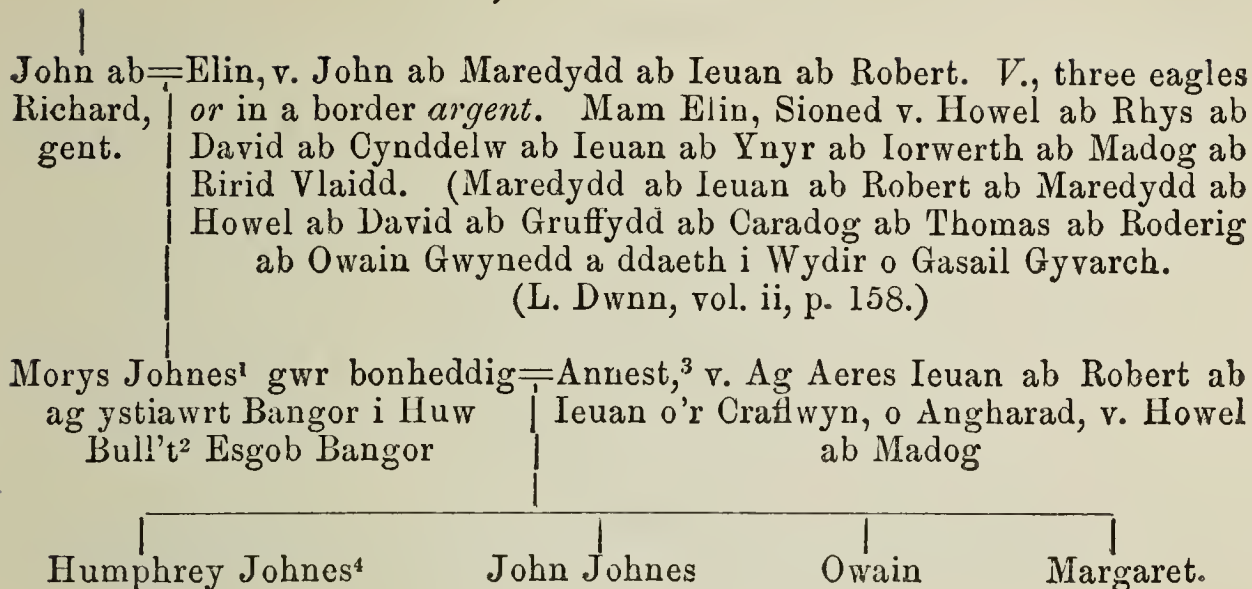 John ab=Elin, v. John ab Maredydd ab Ieuan ab Robert. V., three eagles
Richard, or in a border argent. Mam Elin, Sioned v. Howel ab Rhys ab
gent. David ab Cynddelw ab Ieuan ab Ynyr ab Iorwerth ab Madog ab
Ririd Vlaidd. (Maredydd ab Ieuan ab Robert ab Maredydd ab
Howel ab David ab Gruffydd ab Caradog ab Thomas ab Roderig
ab Owain Gwynedd a ddaeth i Wydir o Gasail Gyvarch.
(L. Dwnn, vol. ii, p. 158.)
Morys Johnes¹ gwr bonheddig=Annest,³ v. Ag Aeres Ieuan ab Robert ab
ag ystiawrt Bangor i Huw Ieuan o'r Craflwyn, o Angharad, v. Howel
Bull't² Esgob Bangor ab Madog
Humphrey Johnes⁴ John Johnes Owain Margaret.